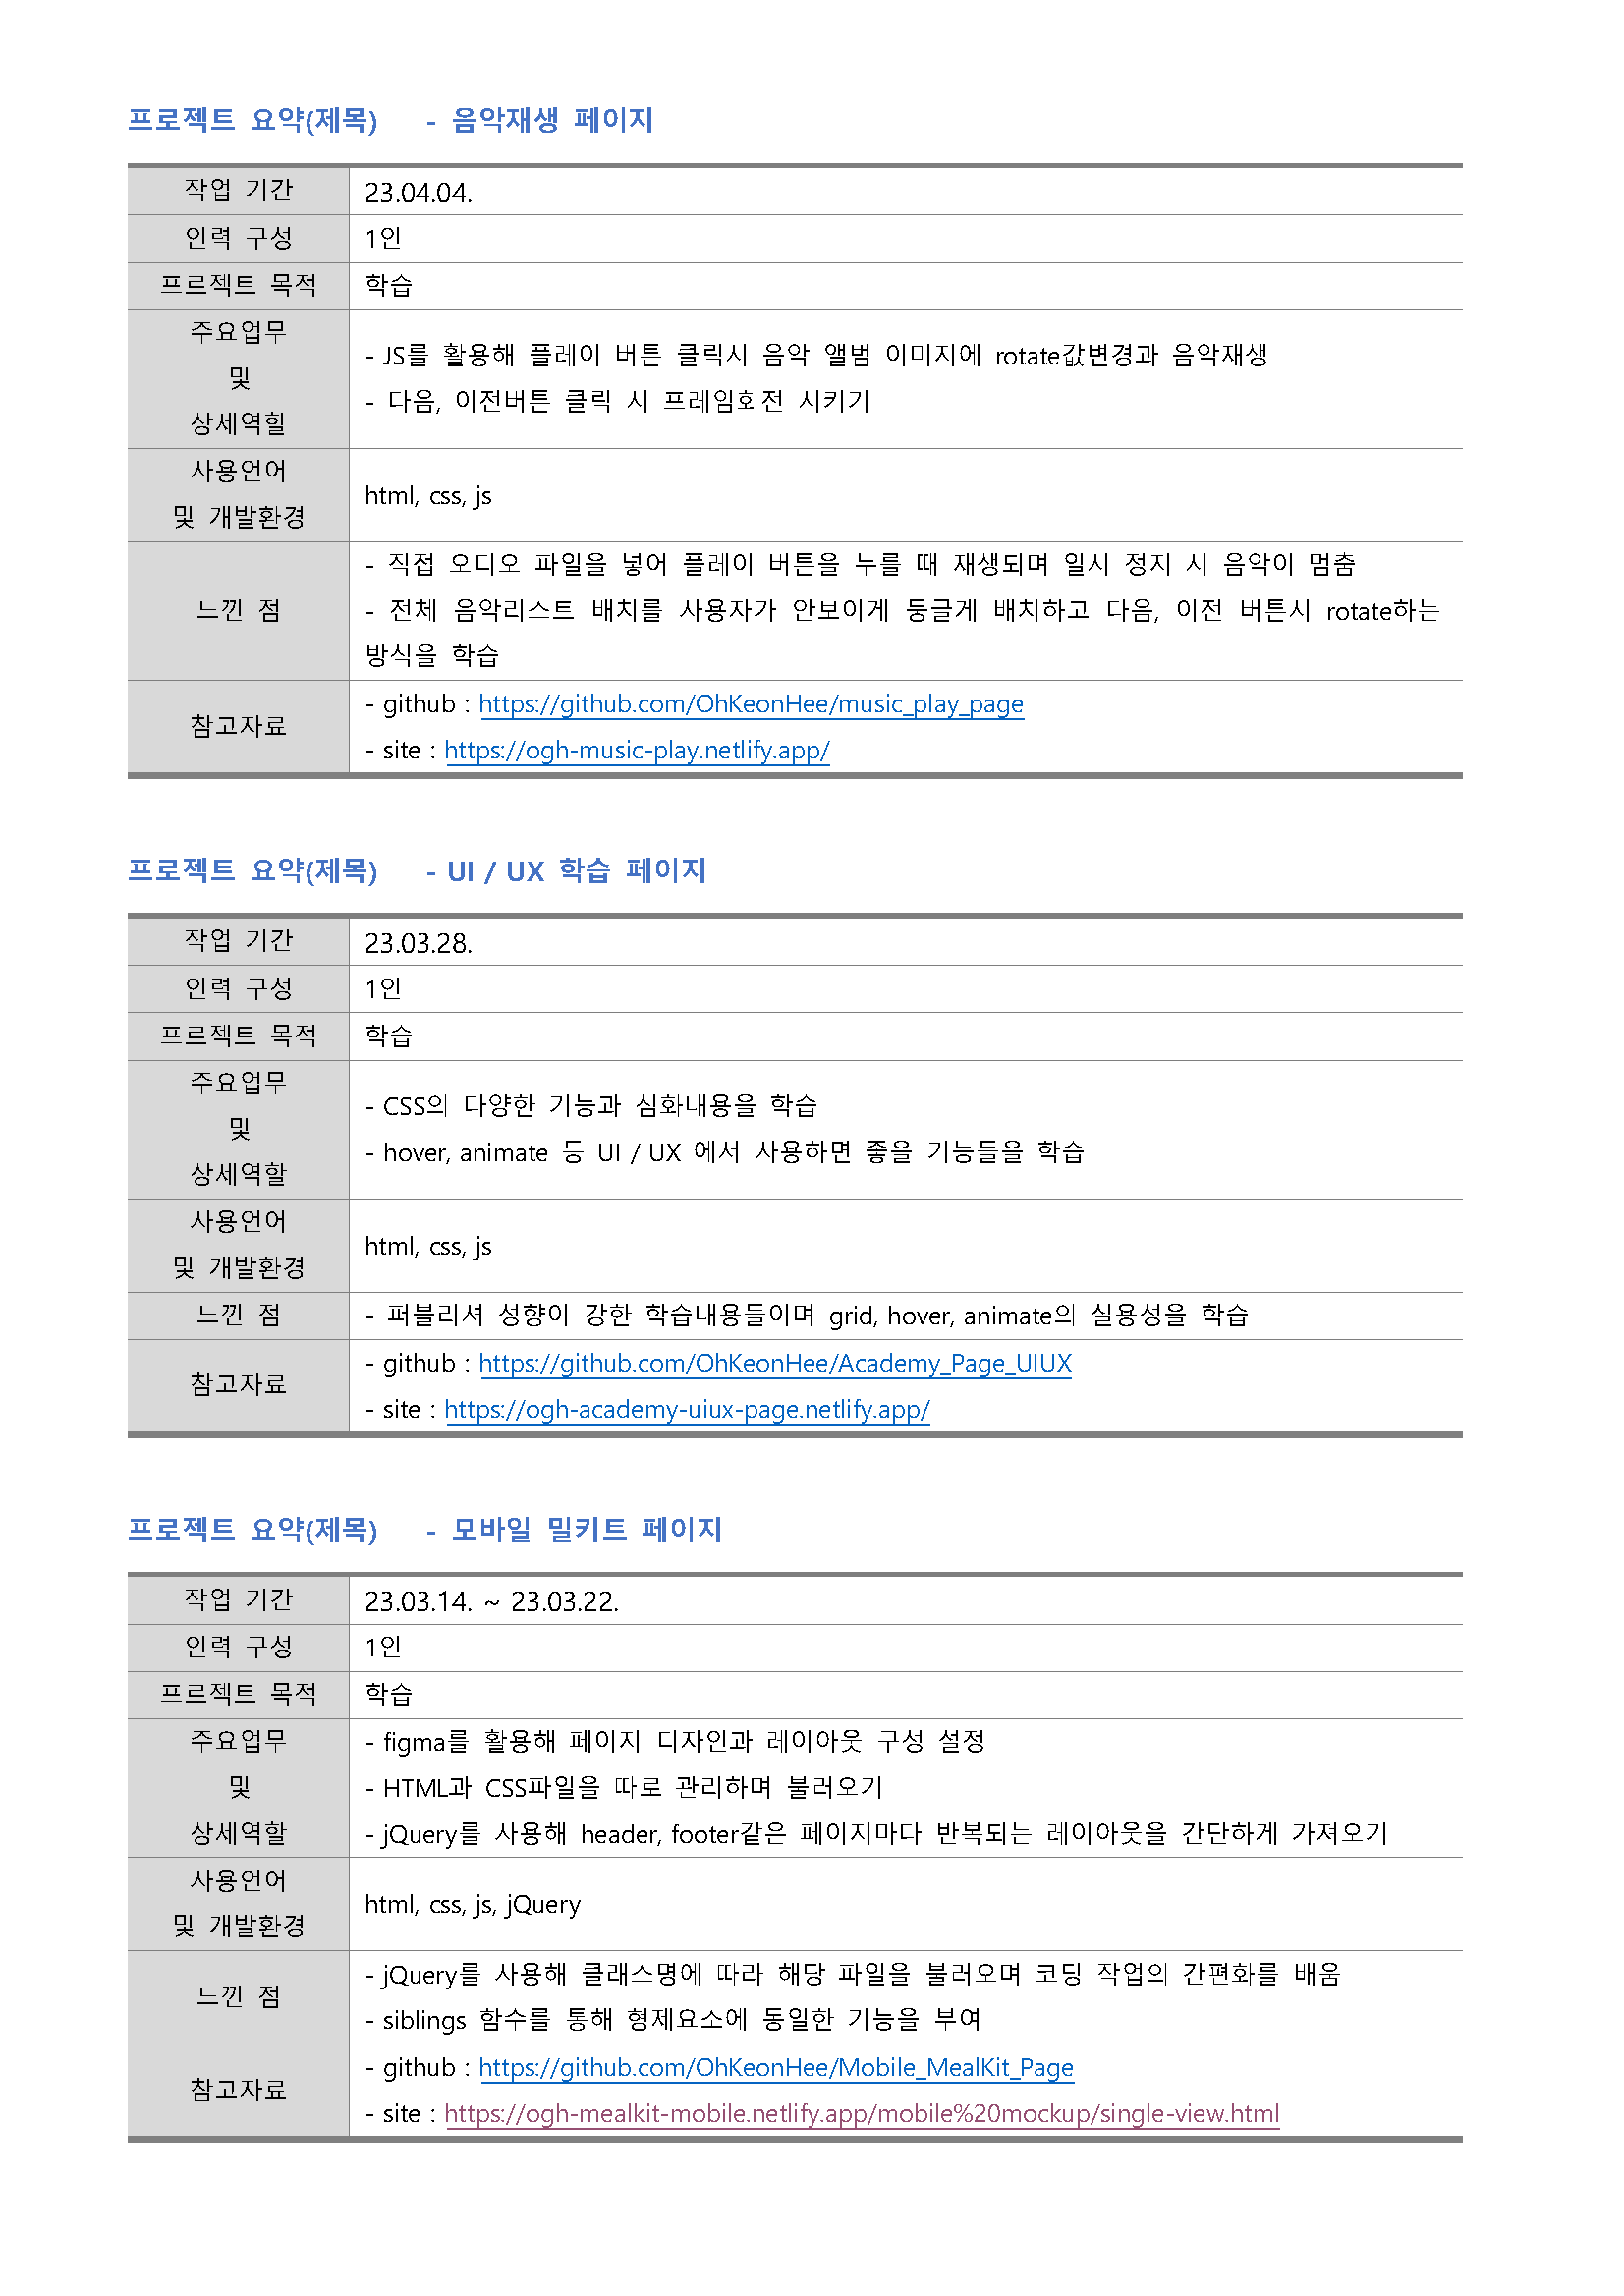 프로젝트 요약(제목) - 음악재생 페이지
작업 기간 23.04.04.
인력 구성 1인
프로젝트 목적 학습
주요업무
및
상세역할
- JS를 활용해 플레이 버튼 클릭시 음악 앨범 이미지에 rotate값변경과 음악재생
- 다음, 이전버튼 클릭 시 프레임회전 시키기
사용언어
및 개발환경
html, css, js
느낀 점
- 직접 오디오 파일을 넣어 플레이 버튼을 누를 때 재생되며 일시 정지 시 음악이 멈춤
- 전체 음악리스트 배치를 사용자가 안보이게 둥글게 배치하고 다음, 이전 버튼시 rotate하는
방식을 학습
참고자료
- github : https://github.com/OhKeonHee/music_play_page
- site : https://ogh-music-play.netlify.app/
프로젝트 요약(제목) - UI / UX 학습 페이지
작업 기간 23.03.28.
인력 구성 1인
프로젝트 목적 학습
주요업무
및
상세역할
- CSS의 다양한 기능과 심화내용을 학습
- hover, animate 등 UI / UX 에서 사용하면 좋을 기능들을 학습
사용언어
및 개발환경
html, css, js
느낀 점 - 퍼블리셔 성향이 강한 학습내용들이며 grid, hover, animate의 실용성을 학습
참고자료
- github : https://github.com/OhKeonHee/Academy_Page_UIUX
- site : https://ogh-academy-uiux-page.netlify.app/
프로젝트 요약(제목) - 모바일 밀키트 페이지
작업 기간 23.03.14. ~ 23.03.22.
인력 구성 1인
프로젝트 목적 학습
주요업무
및
상세역할
- figma를 활용해 페이지 디자인과 레이아웃 구성 설정
- HTML과 CSS파일을 따로 관리하며 불러오기
- jQuery를 사용해 header, footer같은 페이지마다 반복되는 레이아웃을 간단하게 가져오기
사용언어
및 개발환경
html, css, js, jQuery
느낀 점
- jQuery를 사용해 클래스명에 따라 해당 파일을 불러오며 코딩 작업의 간편화를 배움
- siblings 함수를 통해 형제요소에 동일한 기능을 부여
참고자료
- github : https://github.com/OhKeonHee/Mobile_MealKit_Page
- site : https://ogh-mealkit-mobile.netlify.app/mobile%20mockup/single-view.html